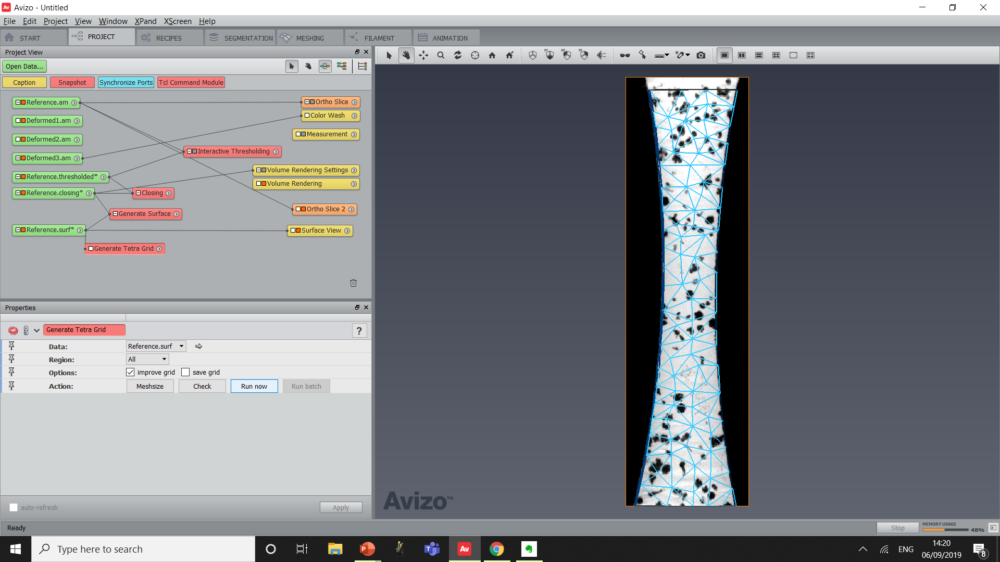 Avizo - Untitled
File Edit Project View Window XPand XScreen Help
START PROJECT RECIPES SEGMENTATION MESHING FILAMENT ANIMATION
Project View
Open Data...
Caption Snapshot Synchronize Ports Tcl Command Module
Reference.am Ortho Slice
Color Wash
Deformed1.am
Measurement
Deformed2.am
Interactive Thresholding
Deformed3.am
Volume Rendering Settings
Reference.thresholded*
Volume Rendering
Reference.closing* Closing
Ortho Slice 2
Generate Surface
Reference.surf* Surface View
Generate Tetra Grid
Properties
Generate Tetra Grid ?
Data: Reference.surf
Region: All
Options: improve grid save grid
Action: Meshsize Check Run now Run batch
auto-refresh Apply
XY XZ YZ
Avizo™
Ready Stop MEMORY USAGE 48%
Type here to search
P Av
ENG
14:20
06/09/2019
8